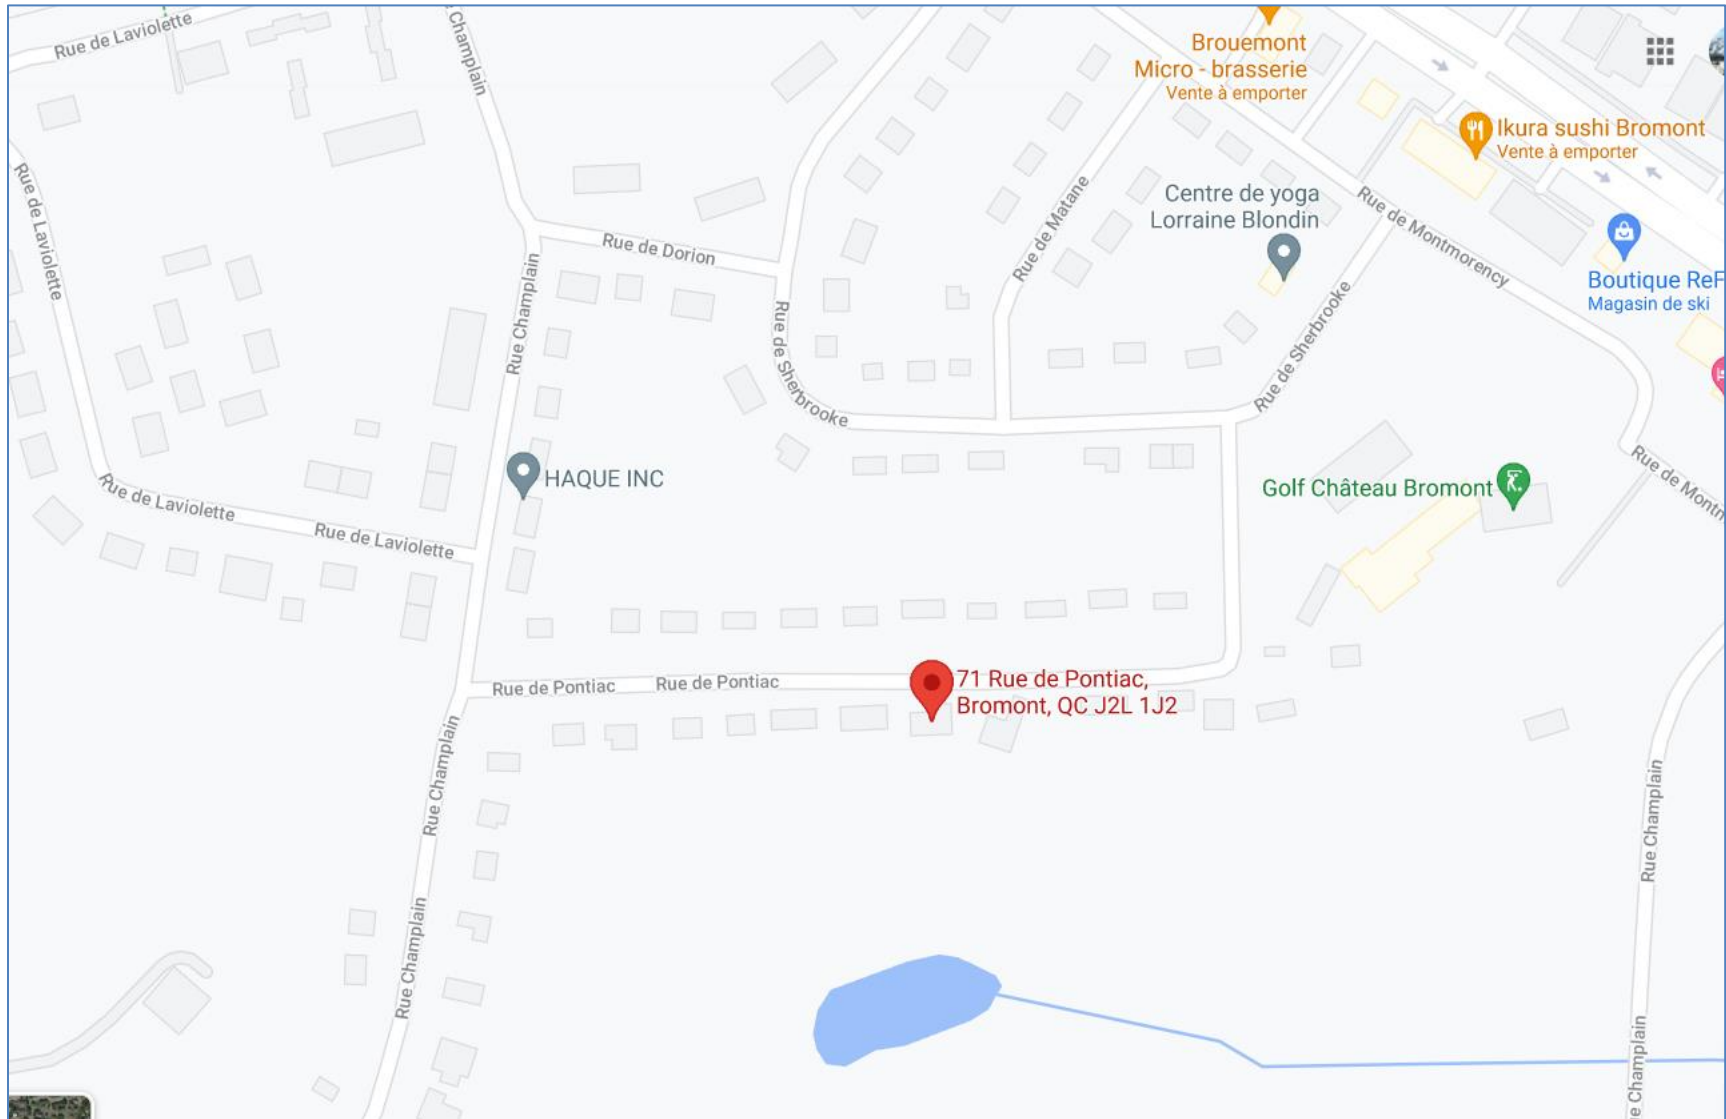 Rue de Laviolette
Champlain
Brouemont
Micro - brasserie
Vente à emporter
Ikura sushi Bromont
Vente à emporter
Rue de Laviolette
Centre de yoga
Lorraine Blondin
Rue de Matane
Rue de Montmorency
Rue de Dorion
Boutique ReF
Magasin de ski
Rue Champlain
Rue de Sherbrooke
Rue de Sherbrooke
HAQUE INC
Golf Château Bromont
Rue de Montm
Rue de Laviolette
Rue de Laviolette
Rue de Pontiac
Rue de Pontiac
71 Rue de Pontiac,
Bromont, QC J2L 1J2
Rue Champlain
Rue Champlain
Rue Champlain
e Champlain